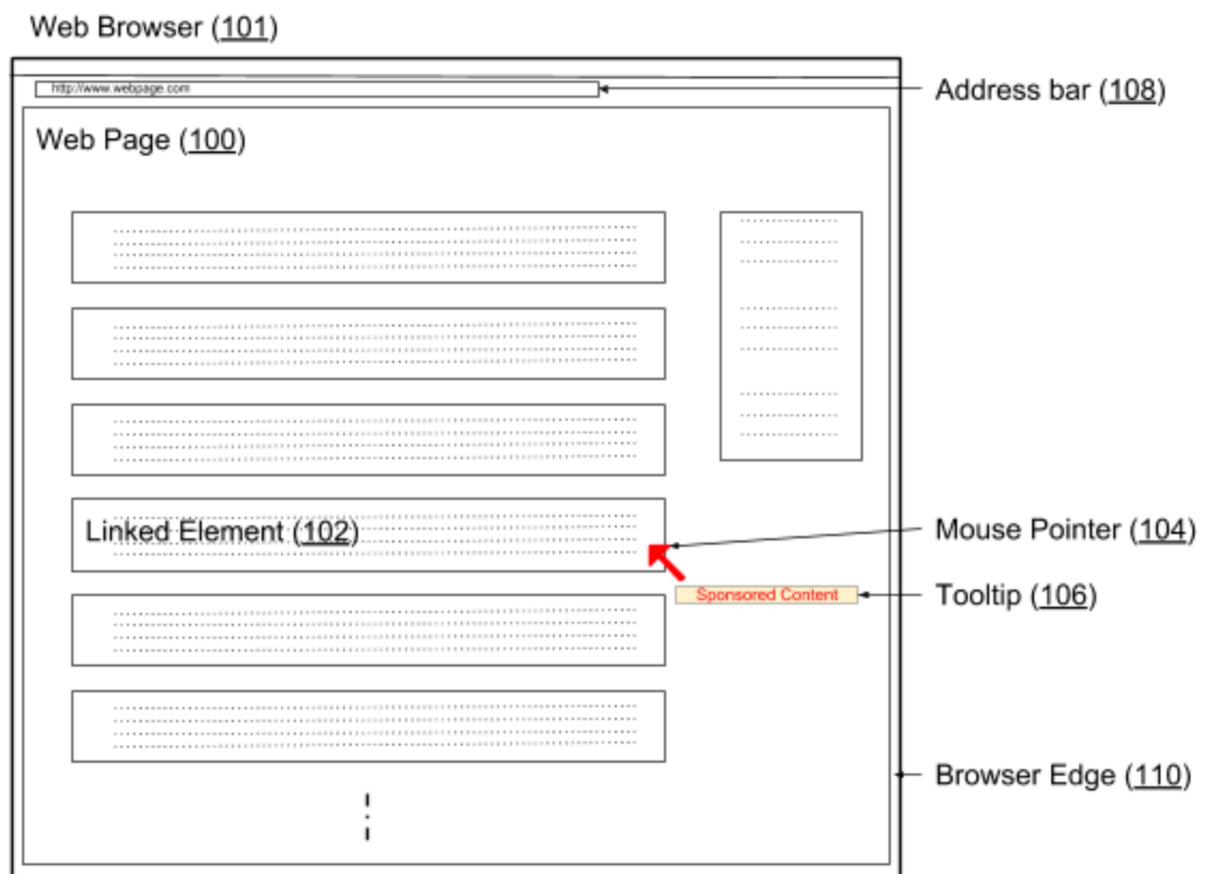 Web Browser (101)
http://www.webpage.com
Address bar (108)
Web Page (100)
Linked Element (102)
Mouse Pointer (104)
Sponsored Content
Tooltip (106)
Browser Edge (110)